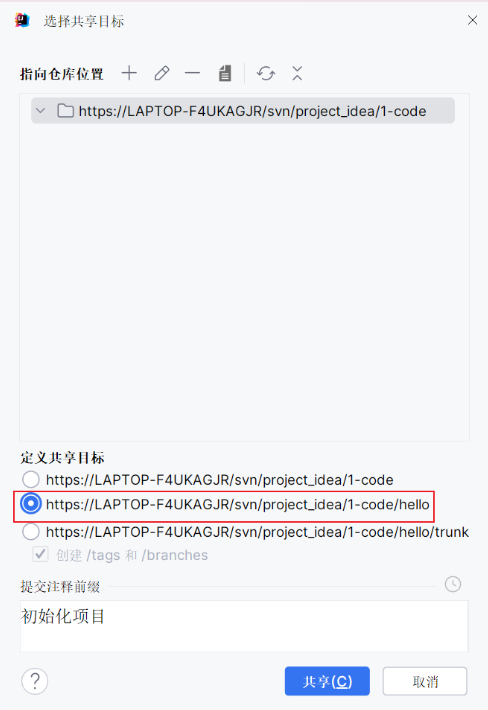 选择共享目标
指向仓库位置
https://LAPTOP-F4UKAGJR/svn/project_idea/1-code
定义共享目标
https://LAPTOP-F4UKAGJR/svn/project_idea/1-code
https://LAPTOP-F4UKAGJR/svn/project_idea/1-code/hello
https://LAPTOP-F4UKAGJR/svn/project_idea/1-code/hello/trunk
创建 /tags 和 /branches
提交注释前缀
初始化项目
? 共享(C) 取消